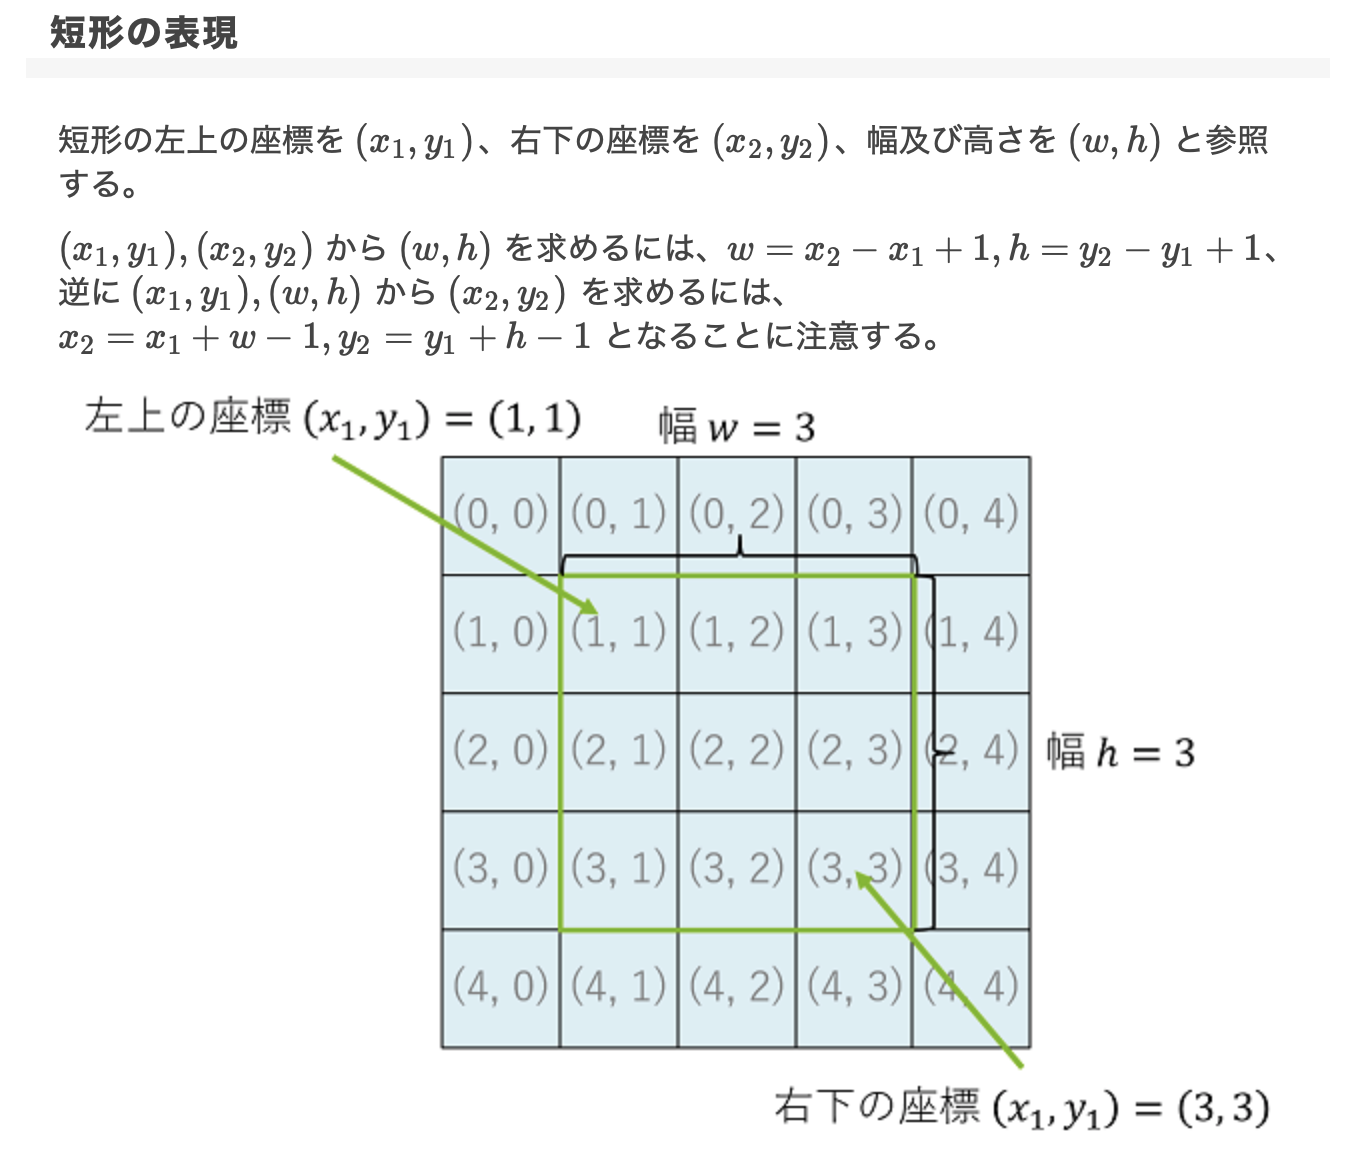 短形の表現
短形の左上の座標を (x₁, y₁)、右下の座標を (x₂, y₂)、幅及び高さを (w, h) と参照
する。
(x₁, y₁), (x₂, y₂) から (w, h) を求めるには、w = x₂ − x₁ + 1, h = y₂ − y₁ + 1、
逆に (x₁, y₁), (w, h) から (x₂, y₂) を求めるには、
x₂ = x₁ + w − 1, y₂ = y₁ + h − 1 となることに注意する。
左上の座標 (x₁, y₁) = (1, 1) 幅 w = 3
(0, 0) (0, 1) (0, 2) (0, 3) (0, 4)
(1, 0) (1, 1) (1, 2) (1, 3) (1, 4)
(2, 0) (2, 1) (2, 2) (2, 3) (2, 4) 幅 h = 3
(3, 0) (3, 1) (3, 2) (3, 3) (3, 4)
(4, 0) (4, 1) (4, 2) (4, 3) (4, 4)
右下の座標 (x₁, y₁) = (3, 3)